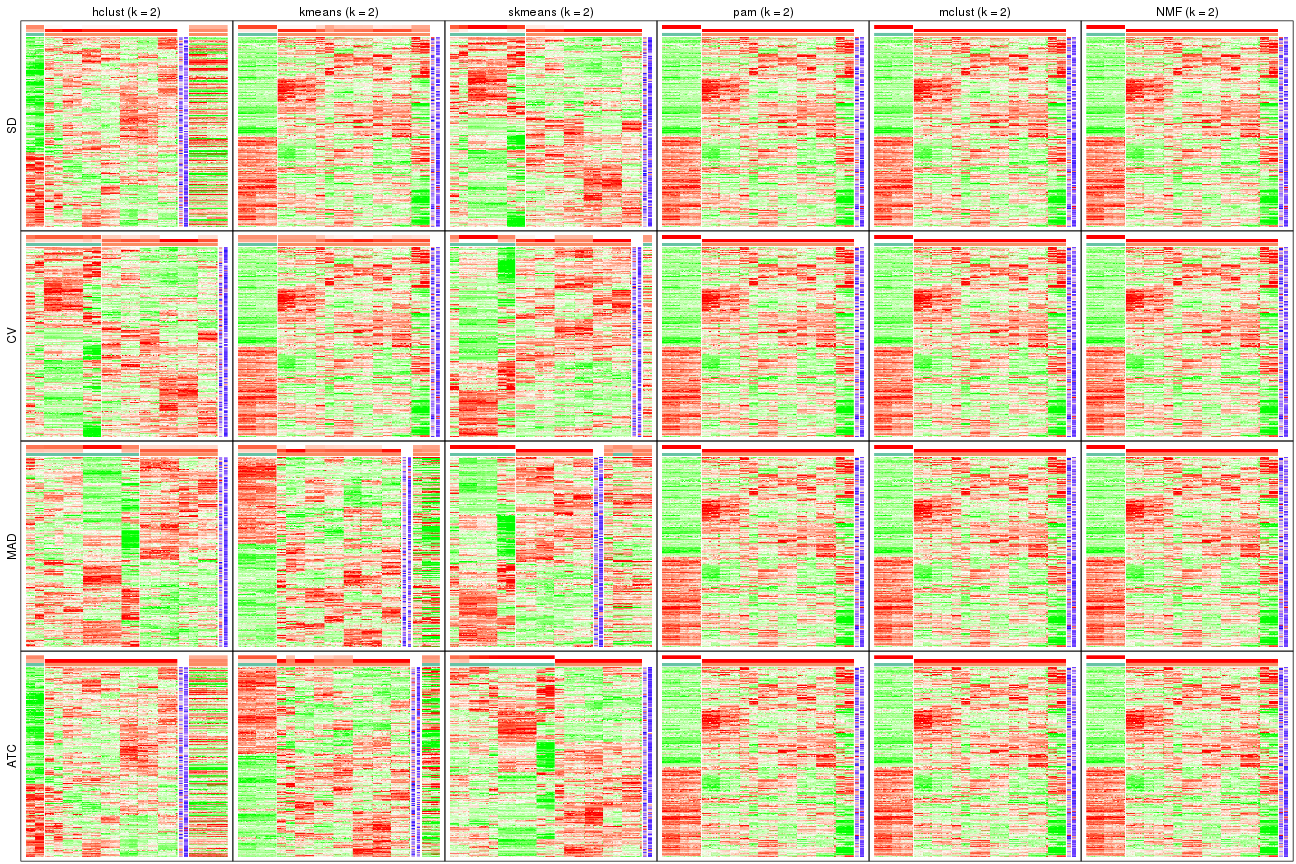 hclust (k = 2) kmeans (k = 2) skmeans (k = 2) pam (k = 2) mclust (k = 2) NMF (k = 2)
SD
CV
MAD
ATC